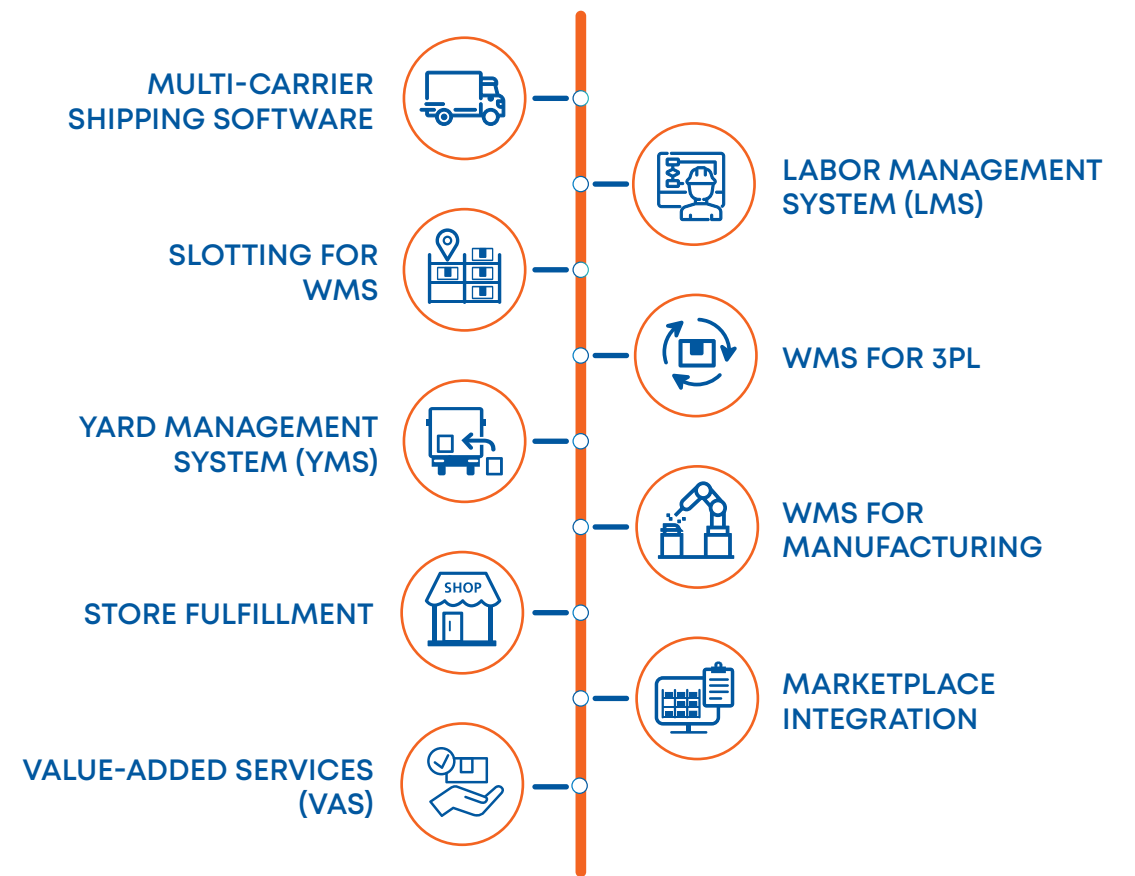 MULTI-CARRIER
SHIPPING SOFTWARE
LABOR MANAGEMENT
SYSTEM (LMS)
SLOTTING FOR
WMS
WMS FOR 3PL
YARD MANAGEMENT
SYSTEM (YMS)
WMS FOR
MANUFACTURING
SHOP
STORE FULFILLMENT
MARKETPLACE
INTEGRATION
VALUE-ADDED SERVICES
(VAS)